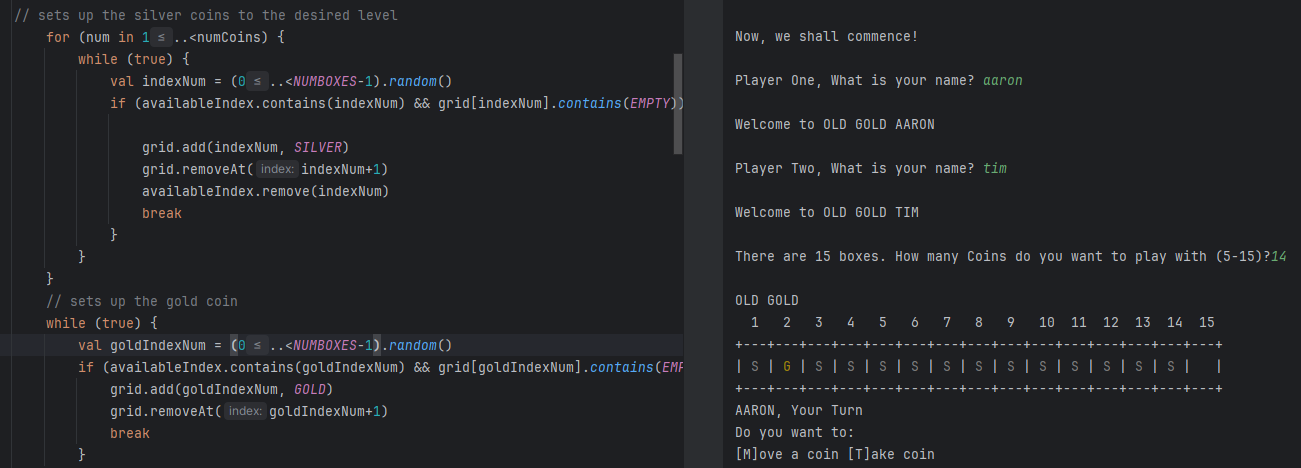 // sets up the silver coins to the desired level
for (num in 1 ≤ ..<numCoins) {
while (true) {
val indexNum = (0 ≤ ..<NUMBOXES-1).random()
if (availableIndex.contains(indexNum) && grid[indexNum].contains(EMPTY))
grid.add(indexNum, SILVER)
grid.removeAt( index: indexNum+1)
availableIndex.remove(indexNum)
break
}
}
}
// sets up the gold coin
while (true) {
val goldIndexNum = (0 ≤ ..<NUMBOXES-1).random()
if (availableIndex.contains(goldIndexNum) && grid[goldIndexNum].contains(EMP
grid.add(goldIndexNum, GOLD)
grid.removeAt( index: goldIndexNum+1)
break
}
Now, we shall commence!
Player One, What is your name? aaron
Welcome to OLD GOLD AARON
Player Two, What is your name? tim
Welcome to OLD GOLD TIM
There are 15 boxes. How many Coins do you want to play with (5-15)?14
OLD GOLD
1 2 3 4 5 6 7 8 9 10 11 12 13 14 15
+---+---+---+---+---+---+---+---+---+---+---+---+---+---+---+
| S | G | S | S | S | S | S | S | S | S | S | S | S | S |   |
+---+---+---+---+---+---+---+---+---+---+---+---+---+---+---+
AARON, Your Turn
Do you want to:
[M]ove a coin [T]ake coin